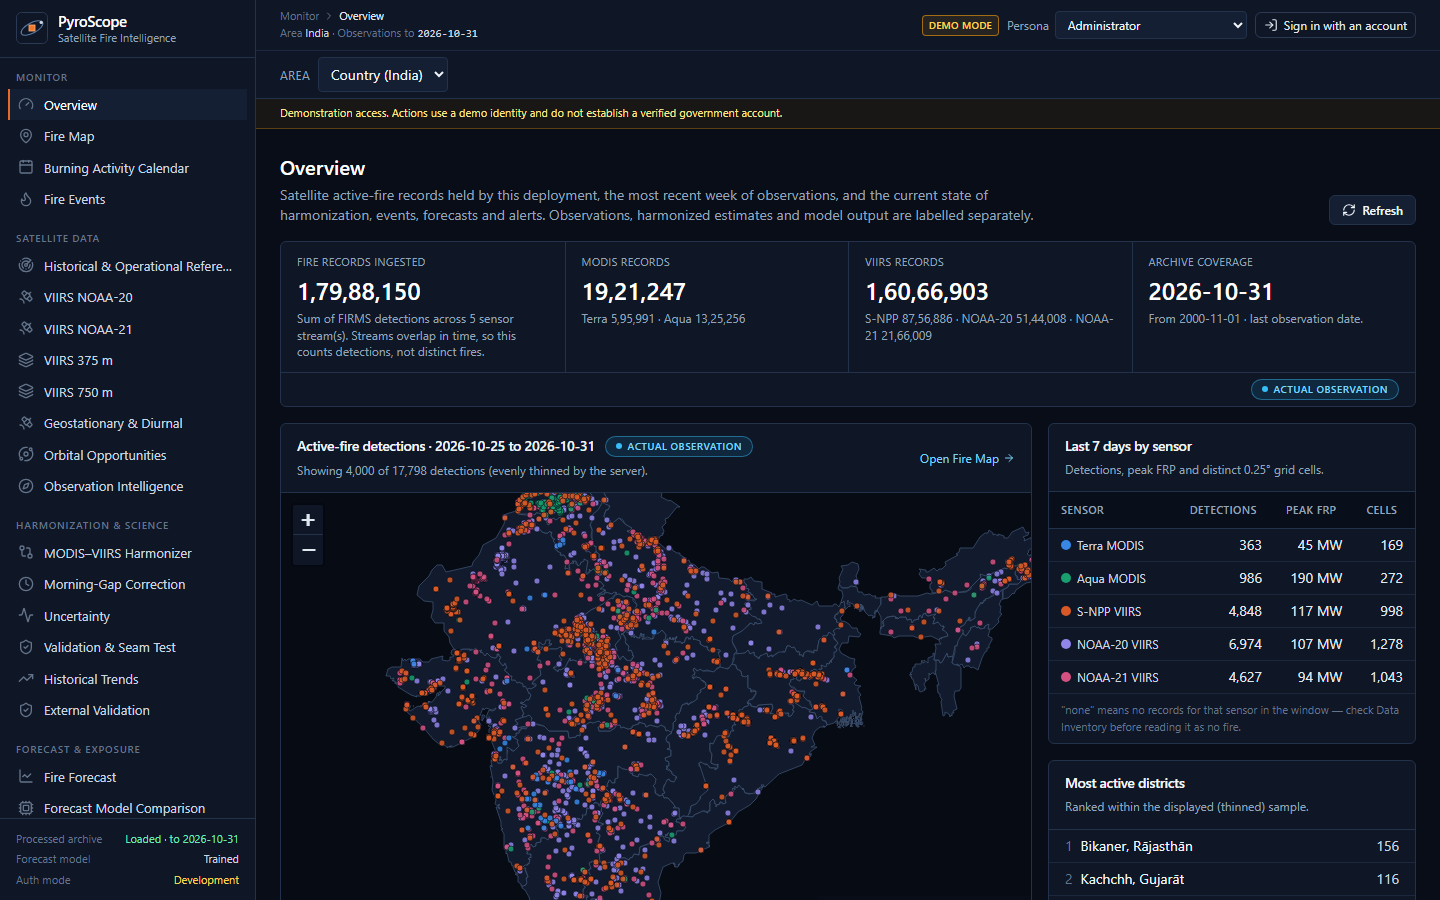 PyroScope
Satellite Fire Intelligence
MONITOR
Overview
Fire Map
Burning Activity Calendar
Fire Events
SATELLITE DATA
Historical & Operational Refere...
VIIRS NOAA-20
VIIRS NOAA-21
VIIRS 375 m
VIIRS 750 m
Geostationary & Diurnal
Orbital Opportunities
Observation Intelligence
HARMONIZATION & SCIENCE
MODIS–VIIRS Harmonizer
Morning-Gap Correction
Uncertainty
Validation & Seam Test
Historical Trends
External Validation
FORECAST & EXPOSURE
Fire Forecast
Forecast Model Comparison
Processed archive Loaded · to 2026-10-31
Forecast model Trained
Auth mode Development
Monitor > Overview
Area India · Observations to 2026-10-31
DEMO MODE Persona Administrator Sign in with an account
AREA Country (India)
Demonstration access. Actions use a demo identity and do not establish a verified government account.
Overview
Satellite active-fire records held by this deployment, the most recent week of observations, and the current state of
harmonization, events, forecasts and alerts. Observations, harmonized estimates and model output are labelled separately.
Refresh
FIRE RECORDS INGESTED
1,79,88,150
Sum of FIRMS detections across 5 sensor
stream(s). Streams overlap in time, so this
counts detections, not distinct fires.
MODIS RECORDS
19,21,247
Terra 5,95,991 · Aqua 13,25,256
VIIRS RECORDS
1,60,66,903
S-NPP 87,56,886 · NOAA-20 51,44,008 · NOAA-
21 21,66,009
ARCHIVE COVERAGE
2026-10-31
From 2000-11-01 · last observation date.
ACTUAL OBSERVATION
Active-fire detections · 2026-10-25 to 2026-10-31 ACTUAL OBSERVATION
Showing 4,000 of 17,798 detections (evenly thinned by the server).
Open Fire Map →
+
−
Last 7 days by sensor
Detections, peak FRP and distinct 0.25° grid cells.
SENSOR DETECTIONS PEAK FRP CELLS
Terra MODIS 363 45 MW 169
Aqua MODIS 986 190 MW 272
S-NPP VIIRS 4,848 117 MW 998
NOAA-20 VIIRS 6,974 107 MW 1,278
NOAA-21 VIIRS 4,627 94 MW 1,043
"none" means no records for that sensor in the window — check Data
Inventory before reading it as no fire.
Most active districts
Ranked within the displayed (thinned) sample.
1 Bikaner, Rājasthān 156
2 Kachchh, Gujarāt 116